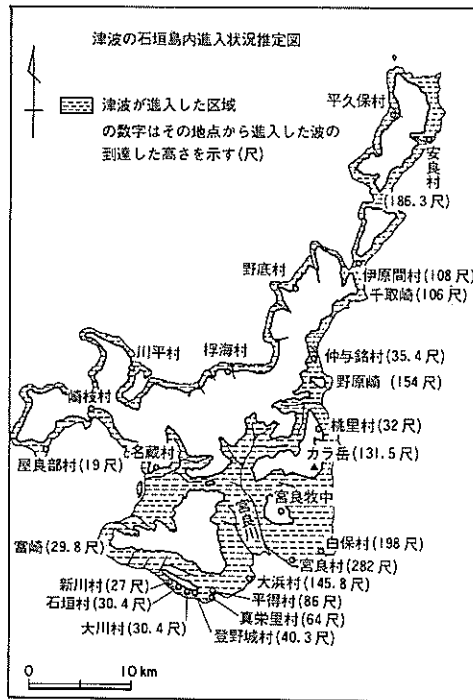 津波の石垣島内進入状況推定図
津波が進入した区域
の数字はその地点から進入した波の
到達した高さを示す(尺)
平久保村
安良村
(186.3尺)
野底村
伊原間村(108尺)
千取崎(106尺)
川平村
桴海村
仲与銘村(35.4尺)
野原崎(154尺)
崎枝村
桃里村(32尺)
名蔵村
カラ岳(131.5尺)
屋良部村(19尺)
宮良牧中
宮良川
白保村(198尺)
富崎(29.8尺)
宮良村(282尺)
新川村(27尺)
大浜村(145.8尺)
石垣村(30.4尺)
平得村(86尺)
大川村(30.4尺)
真栄里村(64尺)
登野城村(40.3尺)
0 10km